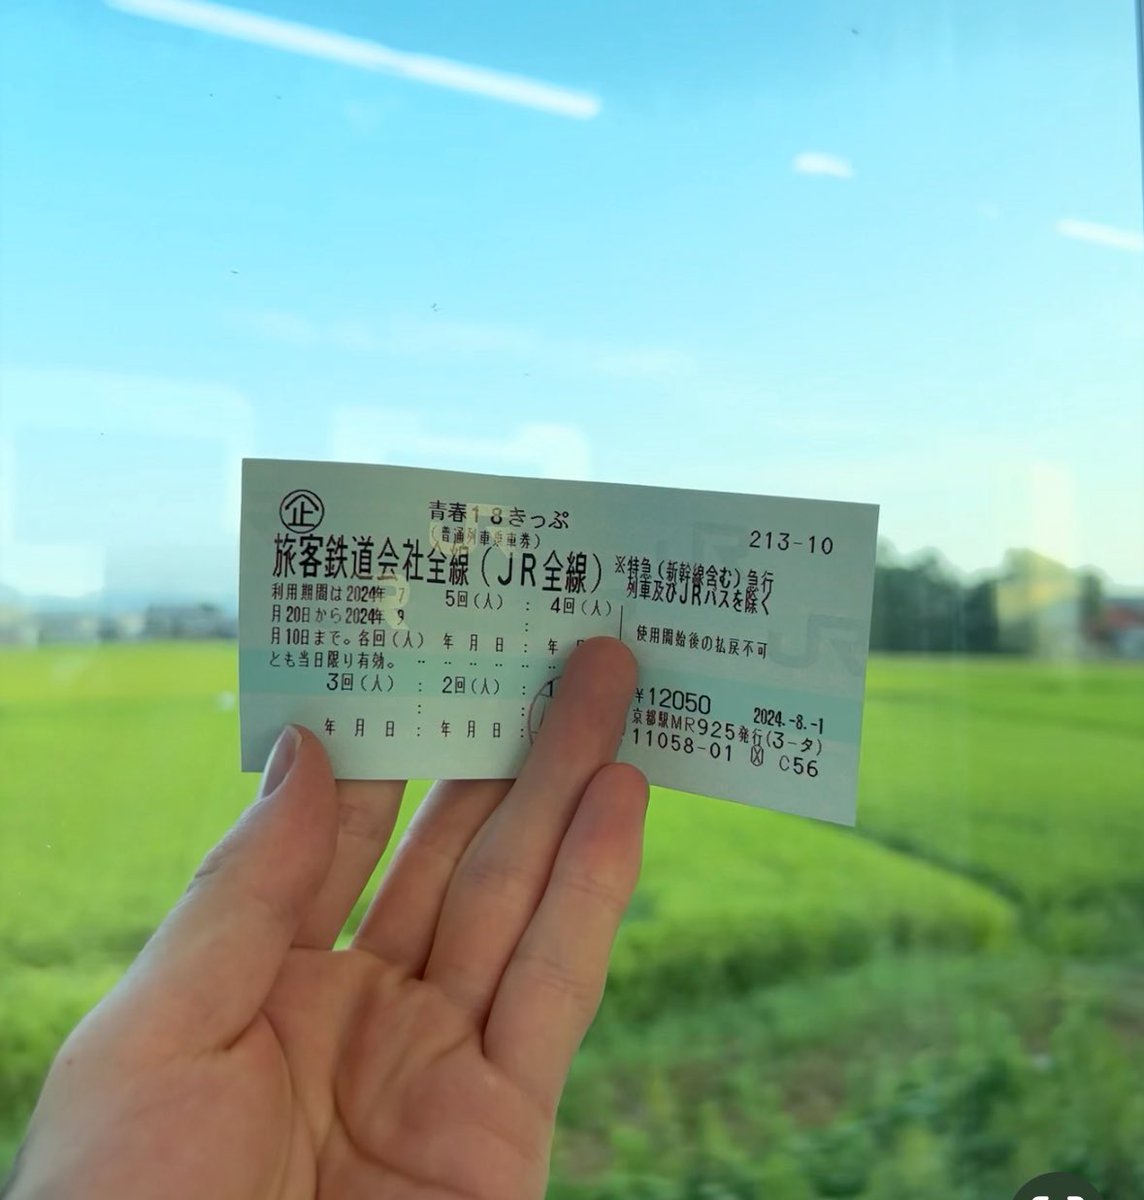 企
青春18きっぷ
213-10
(普通列車乗車券)
旅客鉄道会社全線(JR全線)
※特急(新幹線含む)急行
列車及びJRバスを除く
利用期間は2024年 7
月20日から2024年 9
月10日まで。各回(人)
とも当日限り有効。
5回(人) : 4回(人)
年 月 日 : 年
3回(人) : 2回(人) : 1
年 月 日 : 年 月 日 :
使用開始後の払戻不可
¥12050
2024.-8.-1
京都駅MR925発行(3-タ)
11058-01 C56